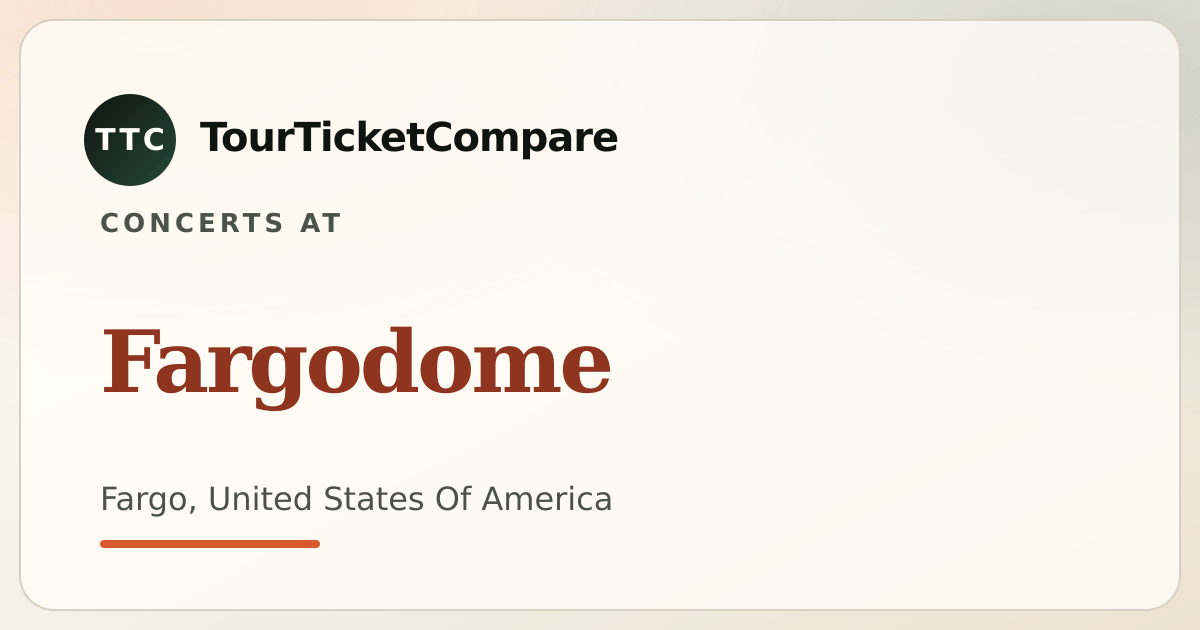 TTC TourTicketCompare
CONCERTS AT
Fargodome
Fargo, United States Of America